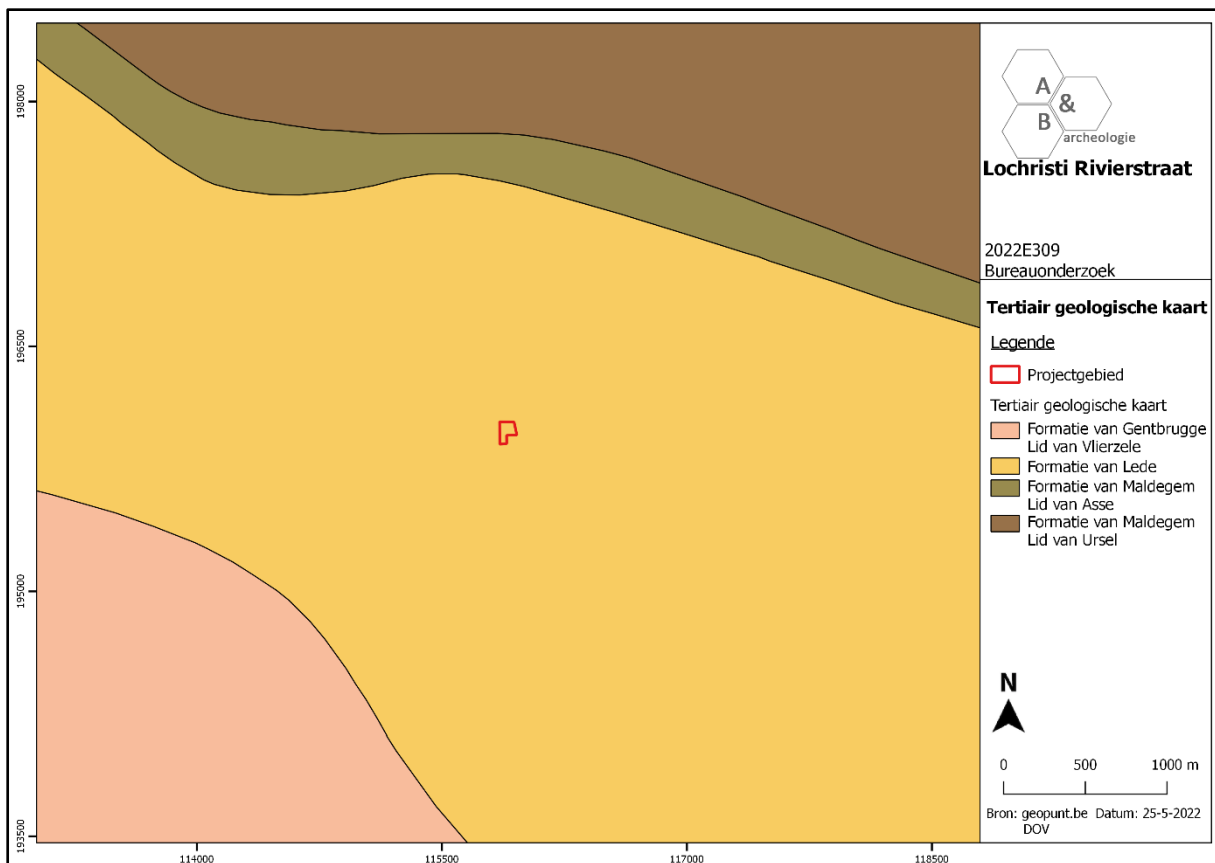 A
&
B
archeologie
Lochristi Rivierstraat
2022E309
Bureauonderzoek
Tertiair geologische kaart
Legende
Projectgebied
Tertiair geologische kaart
Formatie van Gentbrugge
Lid van Vlierzele
Formatie van Lede
Formatie van Maldegem
Lid van Asse
Formatie van Maldegem
Lid van Ursel
N
0 500 1000 m
Bron: geopunt.be Datum: 25-5-2022
DOV
198000
196500
195000
193500
114000 115500 117000 118500